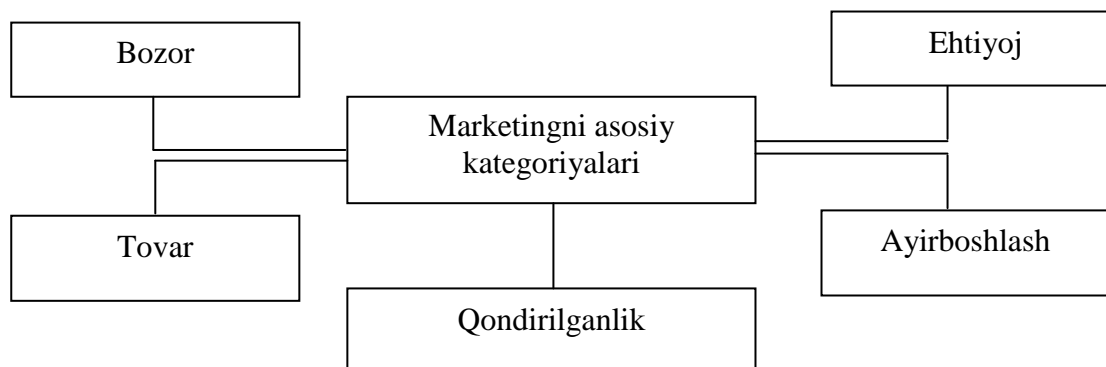 Bozor
Ehtiyoj
Marketingni asosiy
kategoriyalari
Tovar
Ayirboshlash
Qondirilganlik